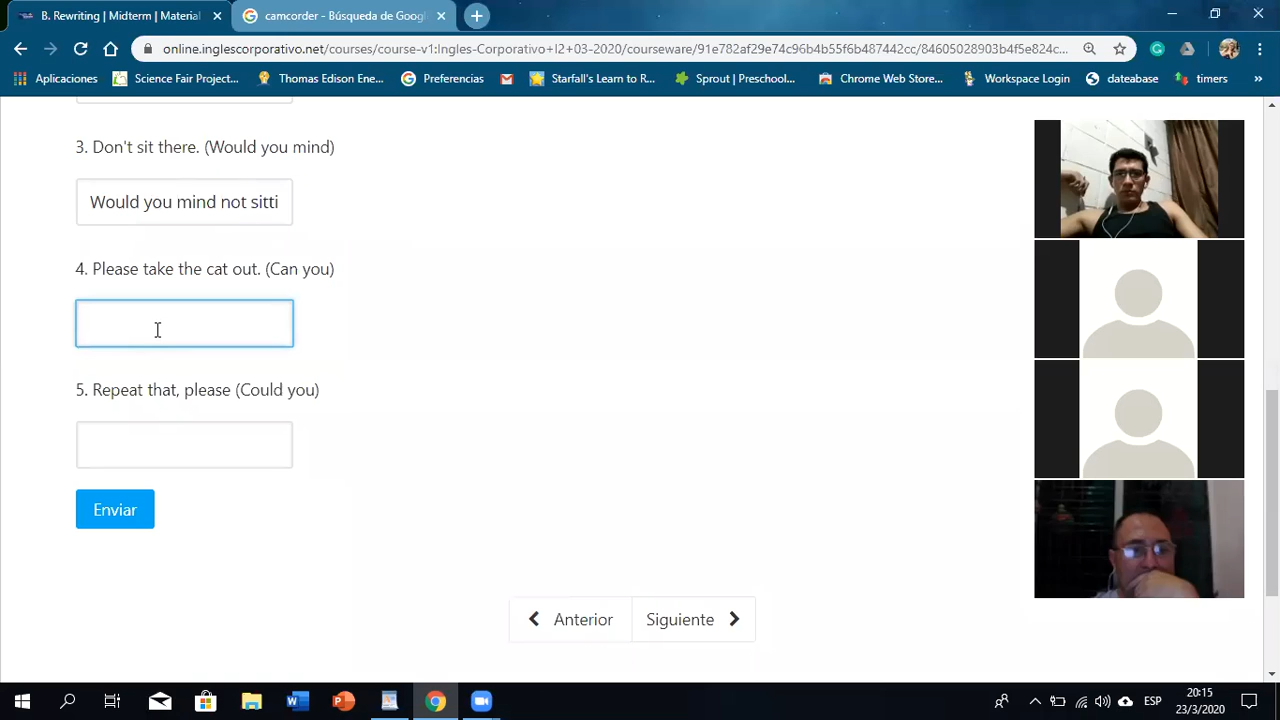 B. Rewriting | Midterm | Material
camcorder - Búsqueda de Goog
online.inglescorporativo.net/courses/course-v1:Ingles-Corporativo+I2+03-2020/courseware/91e782af29e74c96b4b55f6b487442cc/84605028903b4f5e824c...
Aplicaciones
Science Fair Project...
Thomas Edison Ene...
Preferencias
Starfall's Learn to R...
Sprout | Preschool...
Chrome Web Store...
Workspace Login
dateabase
timers
»
3. Don't sit there. (Would you mind)
Would you mind not sitti
4. Please take the cat out. (Can you)
5. Repeat that, please (Could you)
Enviar
Anterior
Siguiente
ESP
20:15
23/3/2020